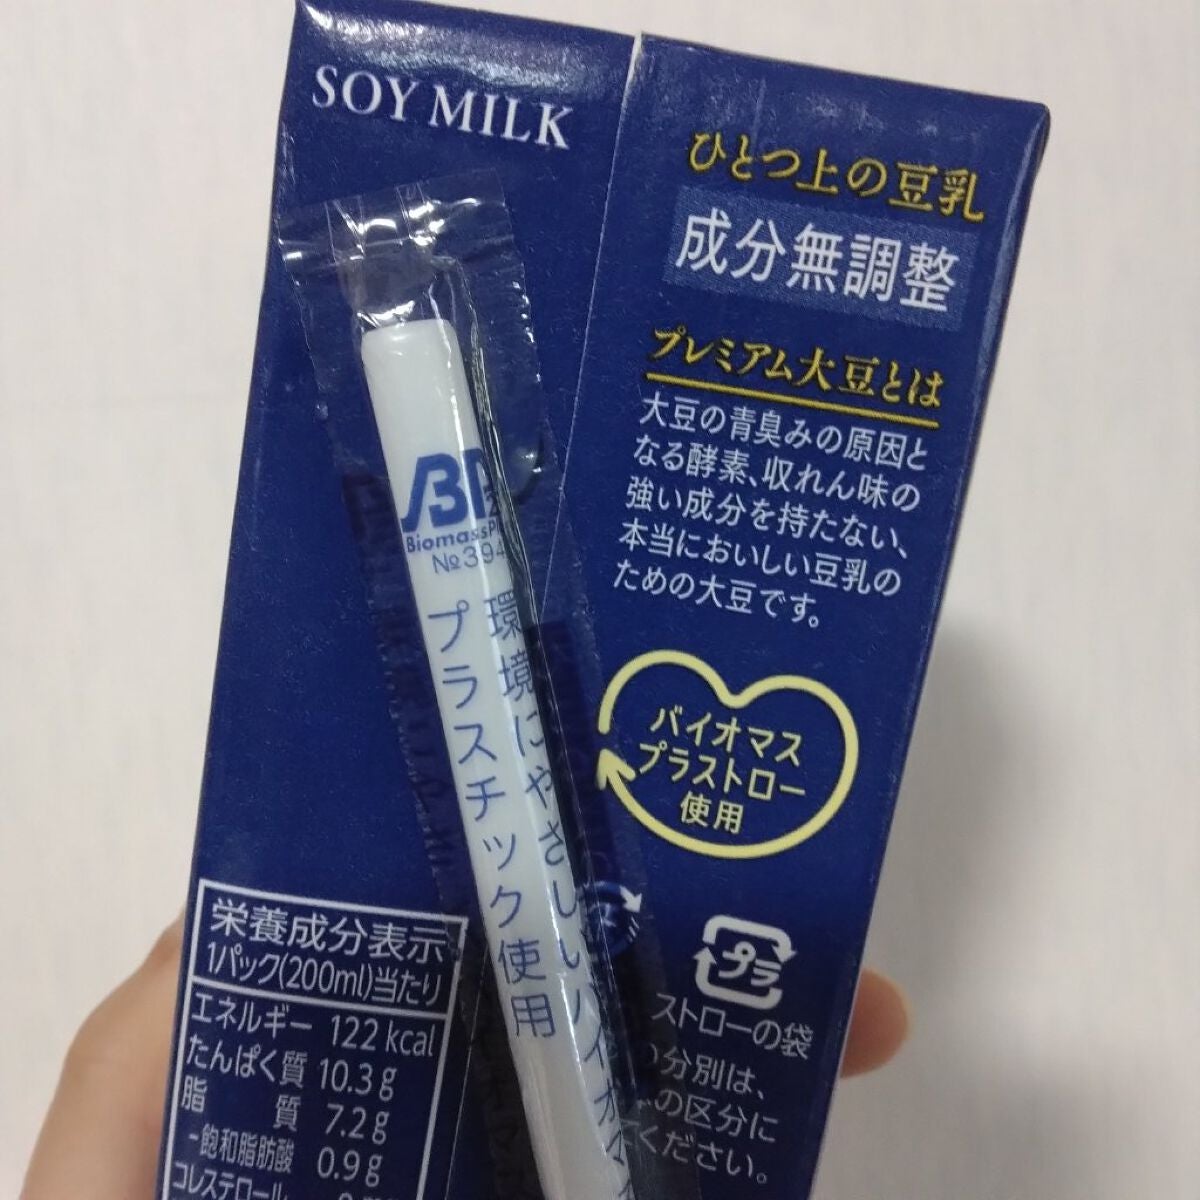 SOY MILK
ひとつ上の豆乳
成分無調整
プレミアム大豆とは
大豆の青臭みの原因と
なる酵素、収れん味の
強い成分を持たない、
本当においしい豆乳の
ための大豆です。
バイオマス
プラストロー
使用
プラ
ストローの袋
分別は、
の区分に
ください。
№394
環境にやさしいバイオマス
プラスチック使用
栄養成分表示
1パック(200ml)当たり
エネルギー 122 kcal
たんぱく質 10.3 g
脂質 7.2 g
-飽和脂肪酸 0.9 g
コレステロール